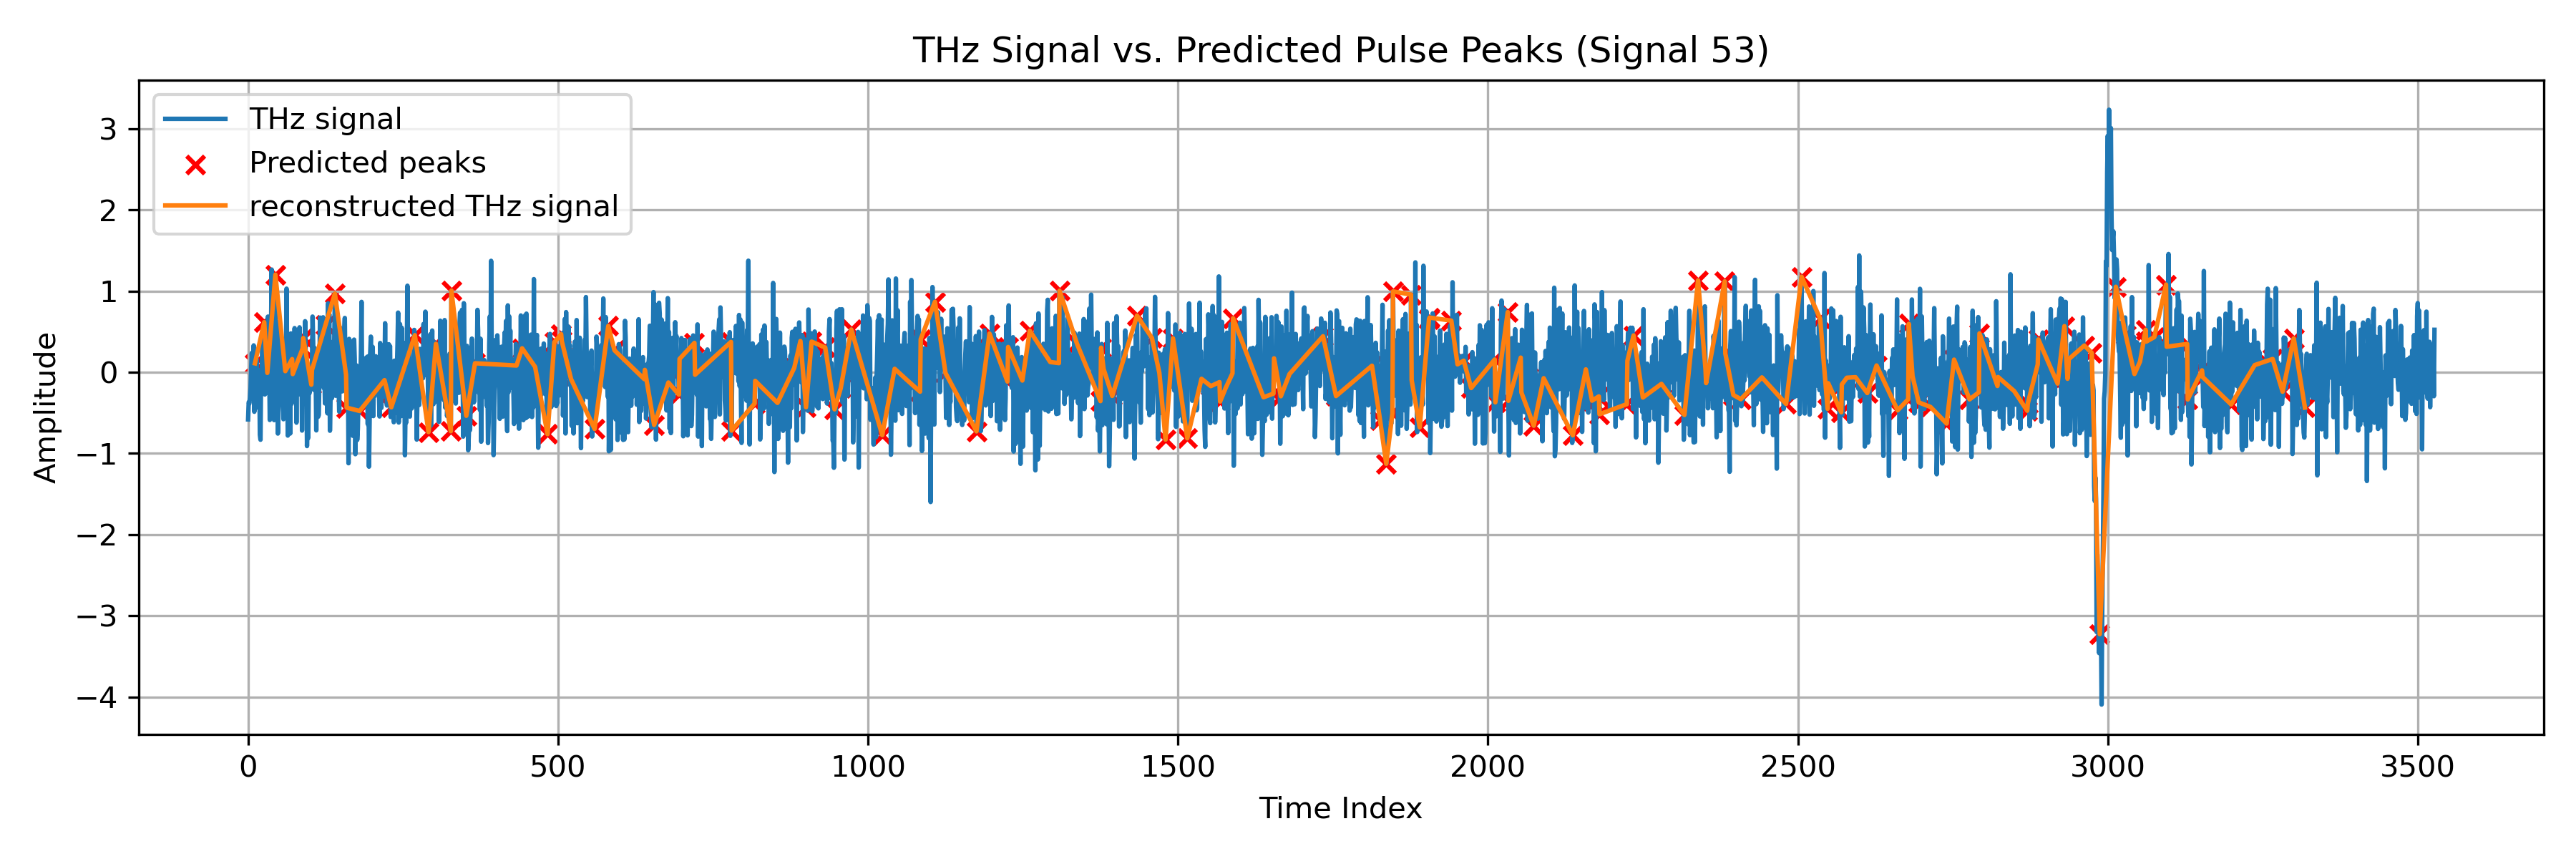 THz Signal vs. Predicted Pulse Peaks (Signal 53)
THz signal
Predicted peaks
reconstructed THz signal
Amplitude
3
2
1
0
−1
−2
−3
−4
0 500 1000 1500 2000 2500 3000 3500
Time Index